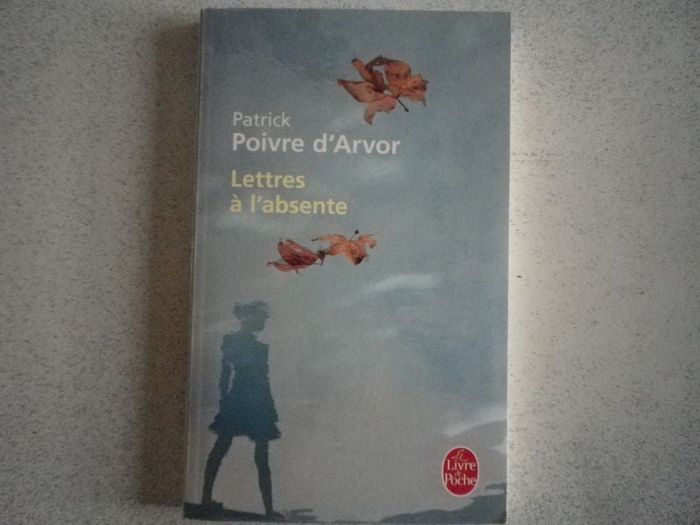 Patrick
Poivre d'Arvor
Lettres
à l'absente
Le
Livre
de
Poche